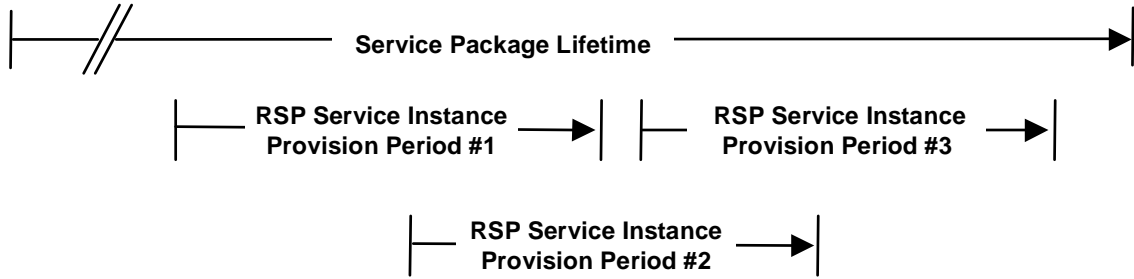 Service Package Lifetime
RSP Service Instance
Provision Period #1
RSP Service Instance
Provision Period #3
RSP Service Instance
Provision Period #2